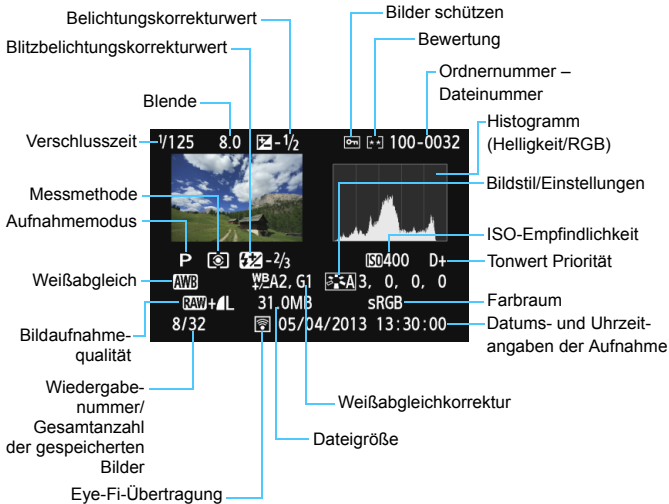 Belichtungskorrekturwert
Blitzbelichtungskorrekturwert
Blende
Verschlusszeit
Messmethode
Aufnahmemodus
Weißabgleich
Bildaufnahme-
qualität
Wiedergabe-
nummer/
Gesamtanzahl
der gespeicherten
Bilder
Eye-Fi-Übertragung
Bilder schützen
Bewertung
Ordnernummer –
Dateinummer
Histogramm
(Helligkeit/RGB)
Bildstil/Einstellungen
ISO-Empfindlichkeit
Tonwert Priorität
Farbraum
Datums- und Uhrzeit-
angaben der Aufnahme
Weißabgleichkorrektur
Dateigröße
1/125 8.0 -1/2 100-0032
P -2/3 ISO 400 D+
AWB WB A2, G1 A 3, 0, 0, 0
RAW+L 31.0MB sRGB
8/32 05/04/2013 13:30:00